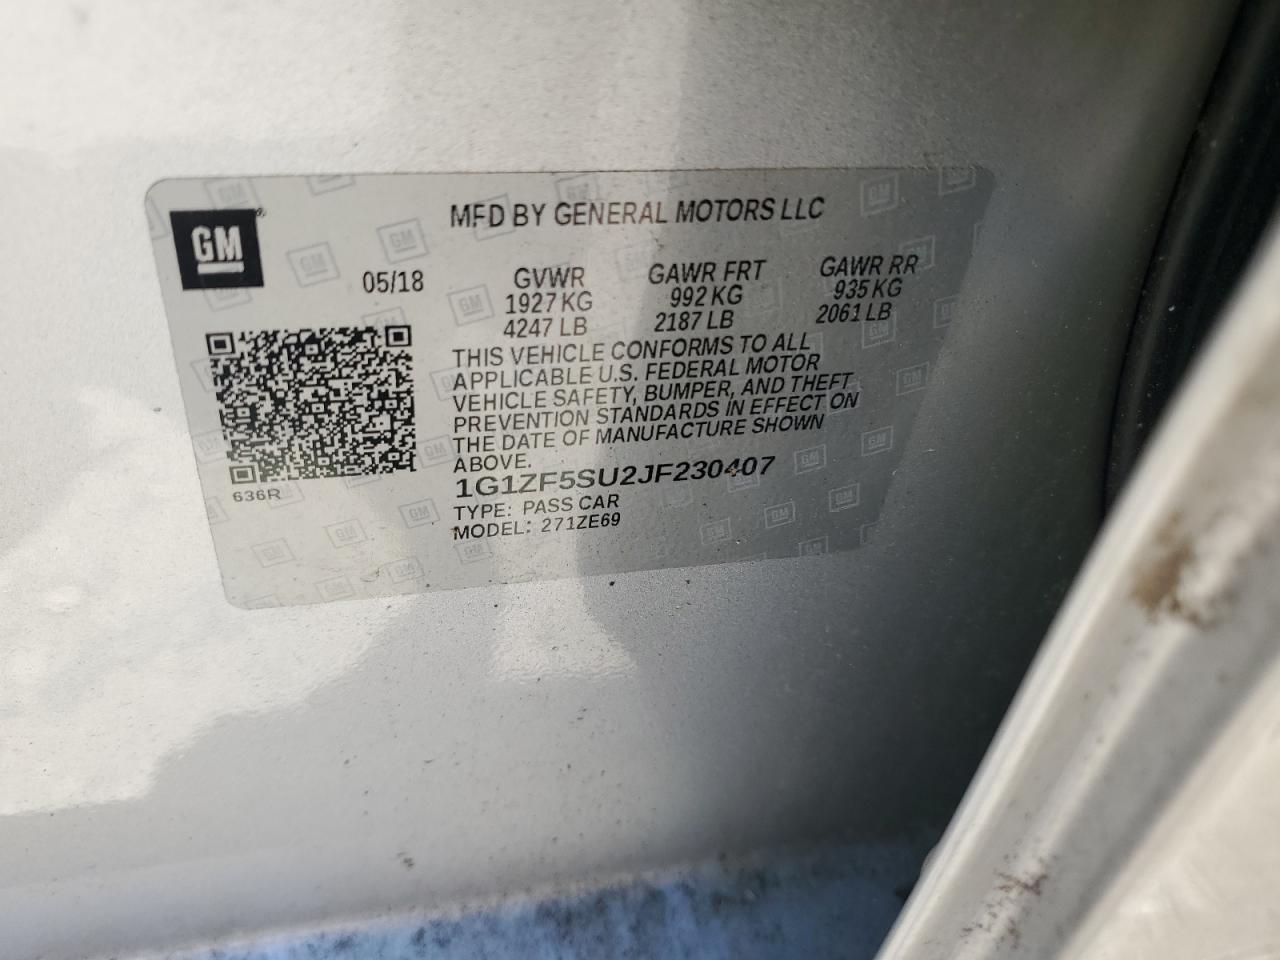 GM
MFD BY GENERAL MOTORS LLC
05/18 GVWR GAWR FRT GAWR RR
1927 KG 992 KG 935 KG
4247 LB 2187 LB 2061 LB
THIS VEHICLE CONFORMS TO ALL
APPLICABLE U.S. FEDERAL MOTOR
VEHICLE SAFETY, BUMPER, AND THEFT
PREVENTION STANDARDS IN EFFECT ON
THE DATE OF MANUFACTURE SHOWN
ABOVE.
1G1ZF5SU2JF230407
TYPE: PASS CAR
MODEL: 271ZE69
636R